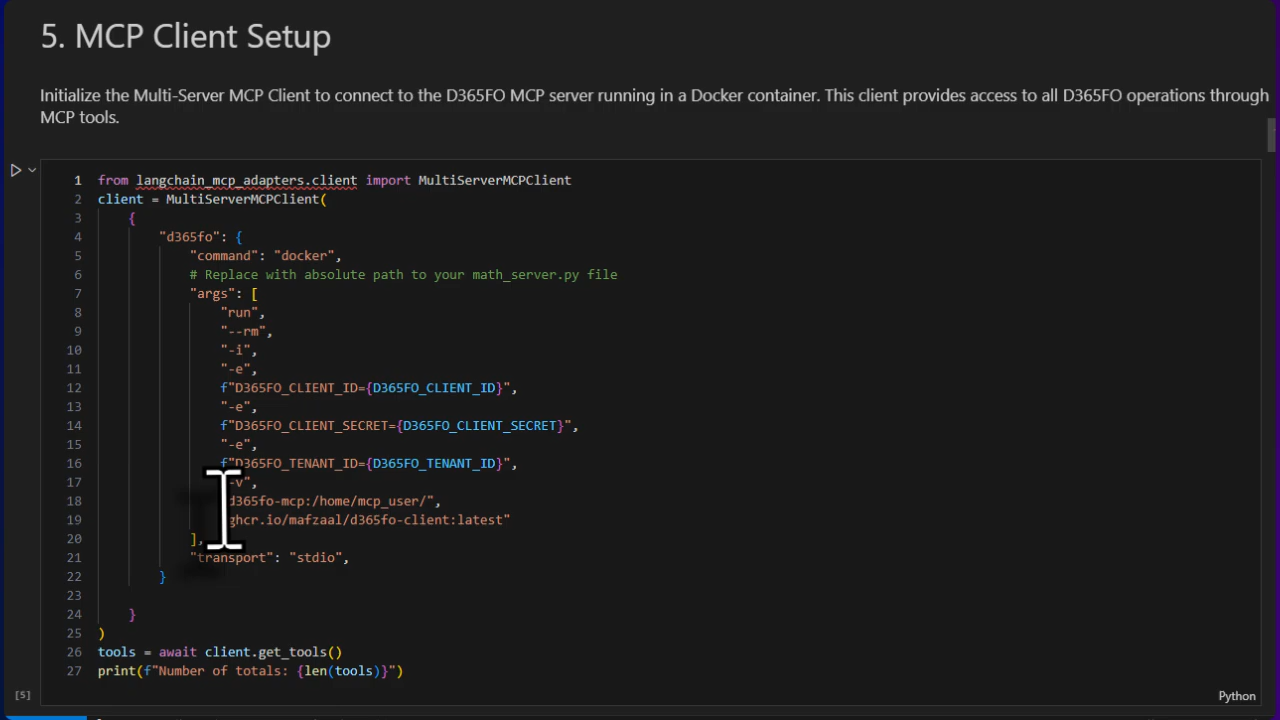 5. MCP Client Setup
Initialize the Multi-Server MCP Client to connect to the D365FO MCP server running in a Docker container. This client provides access to all D365FO operations through
MCP tools.
1 from langchain_mcp_adapters.client import MultiServerMCPClient
2 client = MultiServerMCPClient(
3 {
4 "d365fo": {
5 "command": "docker",
6 # Replace with absolute path to your math_server.py file
7 "args": [
8 "run",
9 "--rm",
10 "-i",
11 "-e",
12 f"D365FO_CLIENT_ID={D365FO_CLIENT_ID}",
13 "-e",
14 f"D365FO_CLIENT_SECRET={D365FO_CLIENT_SECRET}",
15 "-e",
16 f"D365FO_TENANT_ID={D365FO_TENANT_ID}",
17 -v",
18 d365fo-mcp:/home/mcp_user/",
19 ghcr.io/mafzaal/d365fo-client:latest"
20 ],
21 "transport": "stdio",
22 }
23
24 }
25 )
26 tools = await client.get_tools()
27 print(f"Number of totals: {len(tools)}")
[5]
Python